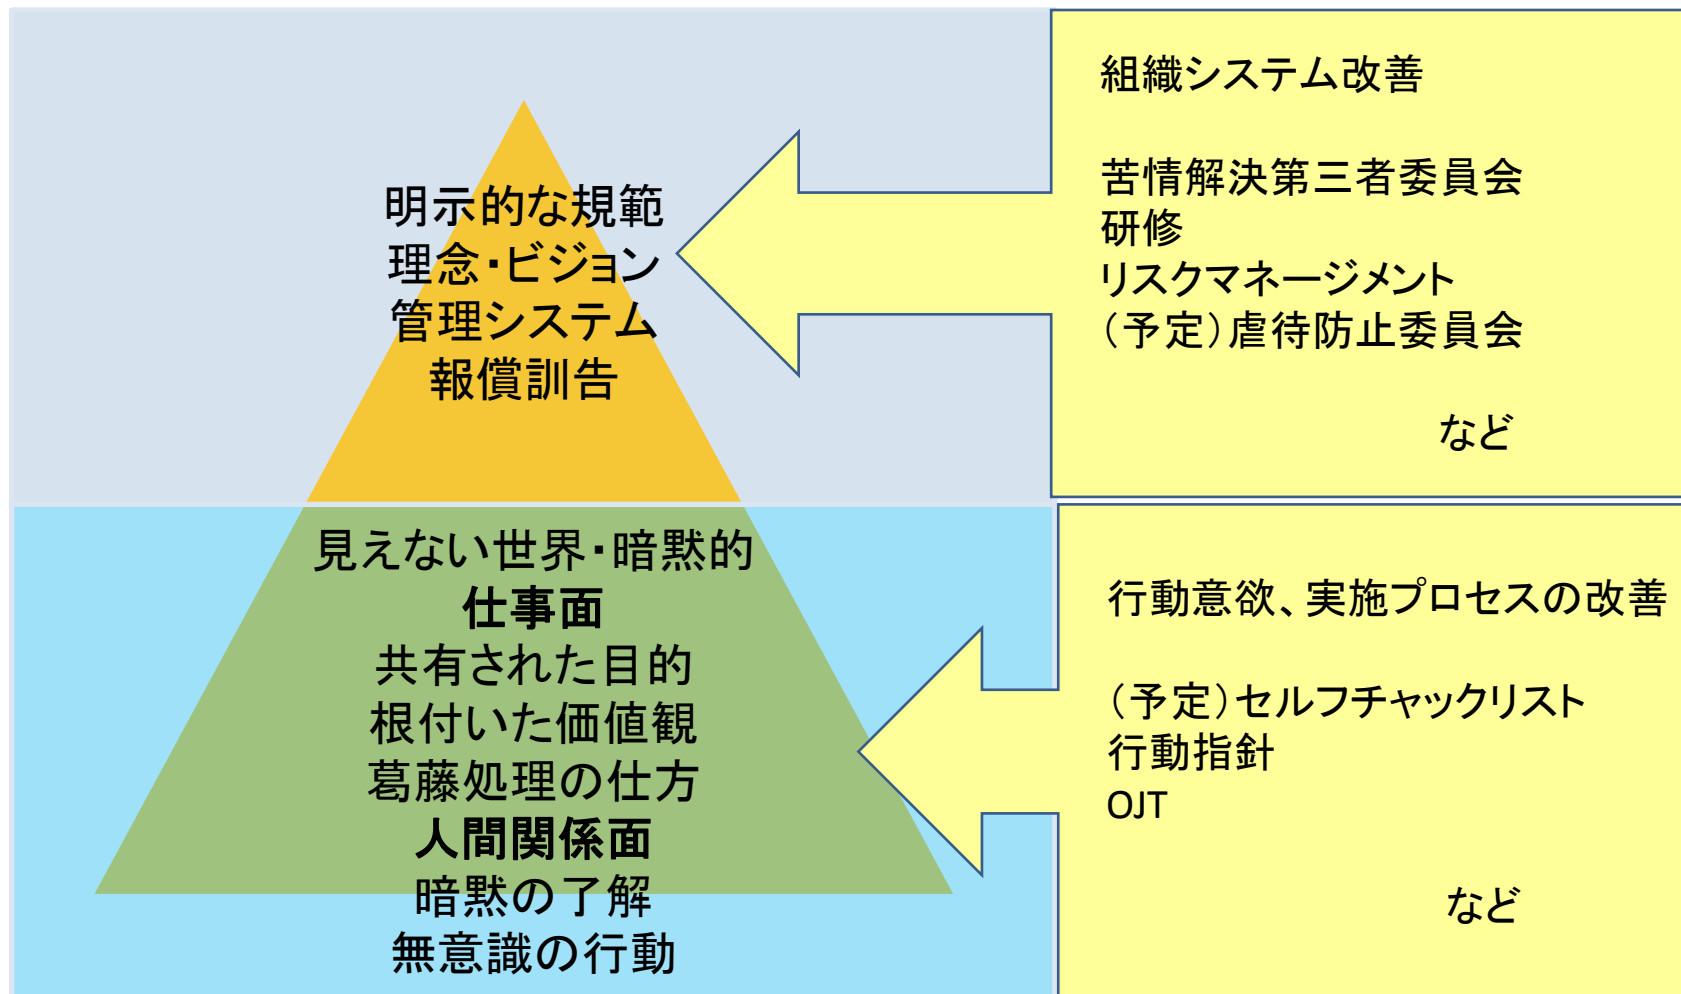 明示的な規範
理念・ビジョン
管理システム
報償訓告
見えない世界・暗黙的
仕事面
共有された目的
根付いた価値観
葛藤処理の仕方
人間関係面
暗黙の了解
無意識の行動
組織システム改善
苦情解決第三者委員会
研修
リスクマネージメント
（予定）虐待防止委員会
など
行動意欲、実施プロセスの改善
（予定）セルフチャックリスト
行動指針
OJT
など